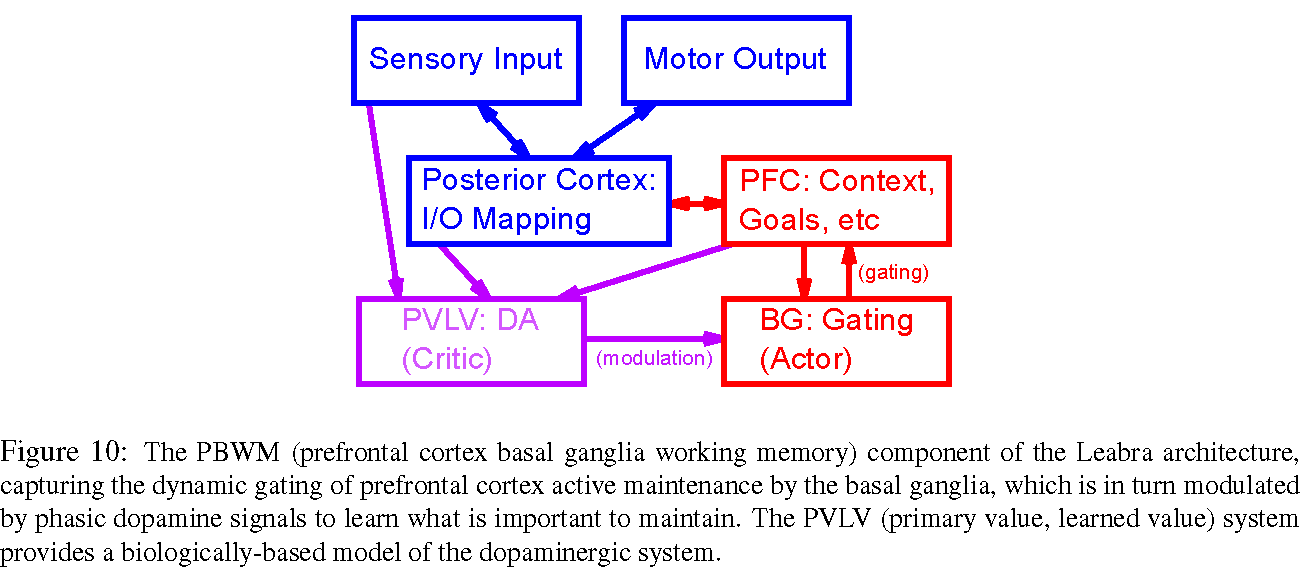 Sensory Input
Motor Output
Posterior Cortex:
I/O Mapping
PFC: Context,
Goals, etc
(gating)
PVLV: DA
(Critic)
(modulation)
BG: Gating
(Actor)
Figure 10: The PBWM (prefrontal cortex basal ganglia working memory) component of the Leabra architecture,
capturing the dynamic gating of prefrontal cortex active maintenance by the basal ganglia, which is in turn modulated
by phasic dopamine signals to learn what is important to maintain. The PVLV (primary value, learned value) system
provides a biologically-based model of the dopaminergic system.